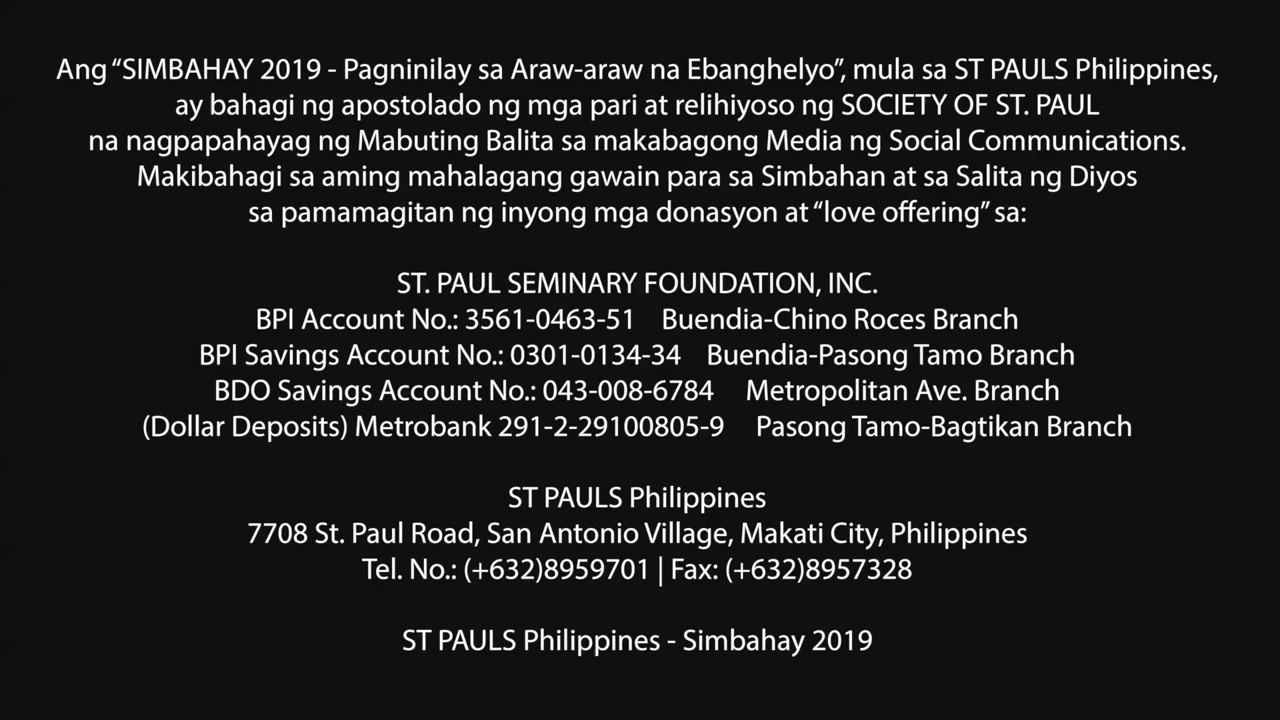 Ang “SIMBAHAY 2019 - Pagninilay sa Araw-araw na Ebanghelyo”, mula sa ST PAULS Philippines,
ay bahagi ng apostolado ng mga pari at relihiyoso ng SOCIETY OF ST. PAUL
na nagpapahayag ng Mabuting Balita sa makabagong Media ng Social Communications.
Makibahagi sa aming mahalagang gawain para sa Simbahan at sa Salita ng Diyos
sa pamamagitan ng inyong mga donasyon at “love offering” sa:
ST. PAUL SEMINARY FOUNDATION, INC.
BPI Account No.: 3561-0463-51 Buendia-Chino Roces Branch
BPI Savings Account No.: 0301-0134-34 Buendia-Pasong Tamo Branch
BDO Savings Account No.: 043-008-6784 Metropolitan Ave. Branch
(Dollar Deposits) Metrobank 291-2-29100805-9 Pasong Tamo-Bagtikan Branch
ST PAULS Philippines
7708 St. Paul Road, San Antonio Village, Makati City, Philippines
Tel. No.: (+632)8959701 | Fax: (+632)8957328
ST PAULS Philippines - Simbahay 2019